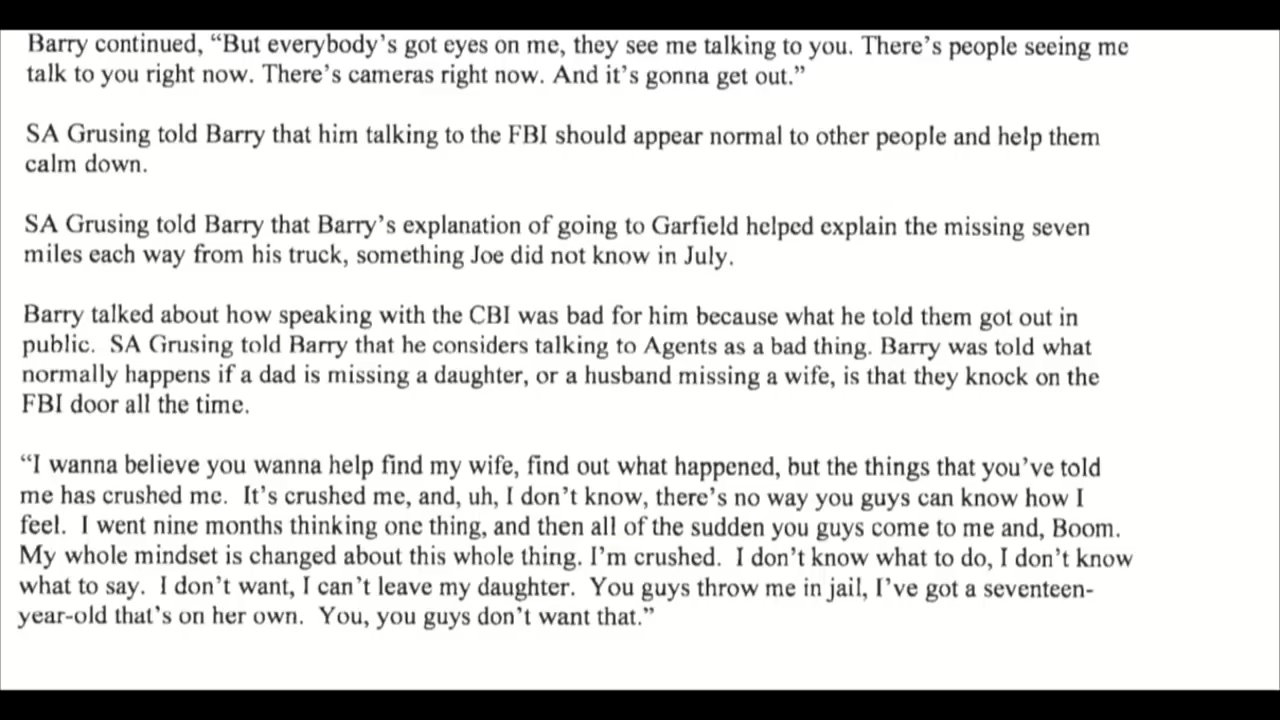 Barry continued, “But everybody’s got eyes on me, they see me talking to you. There’s people seeing me
talk to you right now. There’s cameras right now. And it’s gonna get out.”
SA Grusing told Barry that him talking to the FBI should appear normal to other people and help them
calm down.
SA Grusing told Barry that Barry’s explanation of going to Garfield helped explain the missing seven
miles each way from his truck, something Joe did not know in July.
Barry talked about how speaking with the CBI was bad for him because what he told them got out in
public. SA Grusing told Barry that he considers talking to Agents as a bad thing. Barry was told what
normally happens if a dad is missing a daughter, or a husband missing a wife, is that they knock on the
FBI door all the time.
“I wanna believe you wanna help find my wife, find out what happened, but the things that you’ve told
me has crushed me. It’s crushed me, and, uh, I don’t know, there’s no way you guys can know how I
feel. I went nine months thinking one thing, and then all of the sudden you guys come to me and, Boom.
My whole mindset is changed about this whole thing. I’m crushed. I don’t know what to do, I don’t know
what to say. I don’t want, I can’t leave my daughter. You guys throw me in jail, I’ve got a seventeen-
year-old that’s on her own. You, you guys don’t want that.”